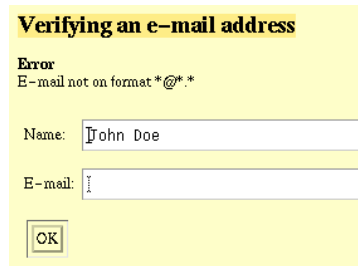 Verifying an e-mail address
Error
E-mail not on format *@*.*
Name: John Doe
E-mail:
OK